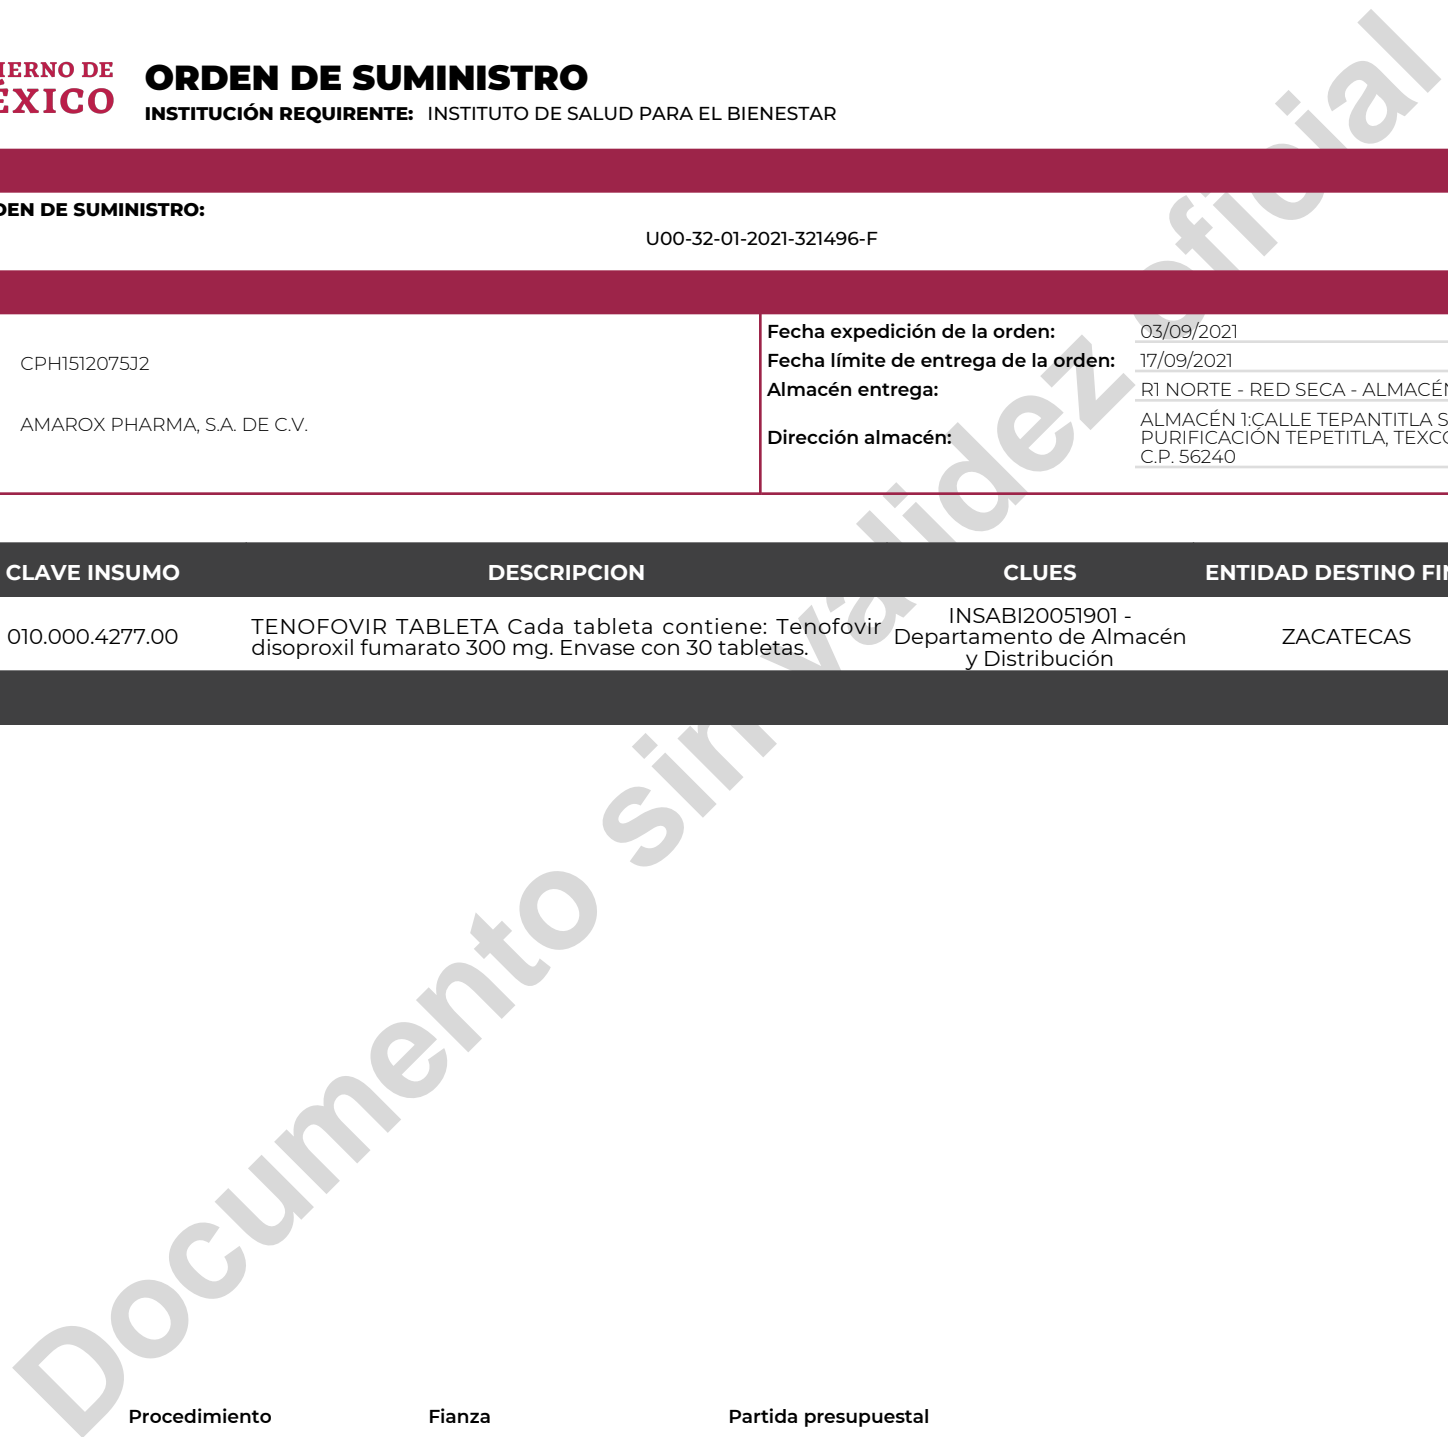 IERNO DE
ÉXICO
ORDEN DE SUMINISTRO
INSTITUCIÓN REQUIRENTE: INSTITUTO DE SALUD PARA EL BIENESTAR
DEN DE SUMINISTRO:
U00-32-01-2021-321496-F
CPH1512075J2
AMAROX PHARMA, S.A. DE C.V.
Fecha expedición de la orden: 03/09/2021
Fecha límite de entrega de la orden: 17/09/2021
Almacén entrega: R1 NORTE - RED SECA - ALMACÉN
Dirección almacén: ALMACÉN 1:CALLE TEPANTITLA S
PURIFICACIÓN TEPETITLA, TEXCO
C.P. 56240
CLAVE INSUMO DESCRIPCION CLUES ENTIDAD DESTINO FIN
010.000.4277.00
TENOFOVIR TABLETA Cada tableta contiene: Tenofovir
disoproxil fumarato 300 mg. Envase con 30 tabletas.
INSABI20051901 -
Departamento de Almacén
y Distribución
ZACATECAS
Documento sin validez oficial
Procedimiento Fianza Partida presupuestal